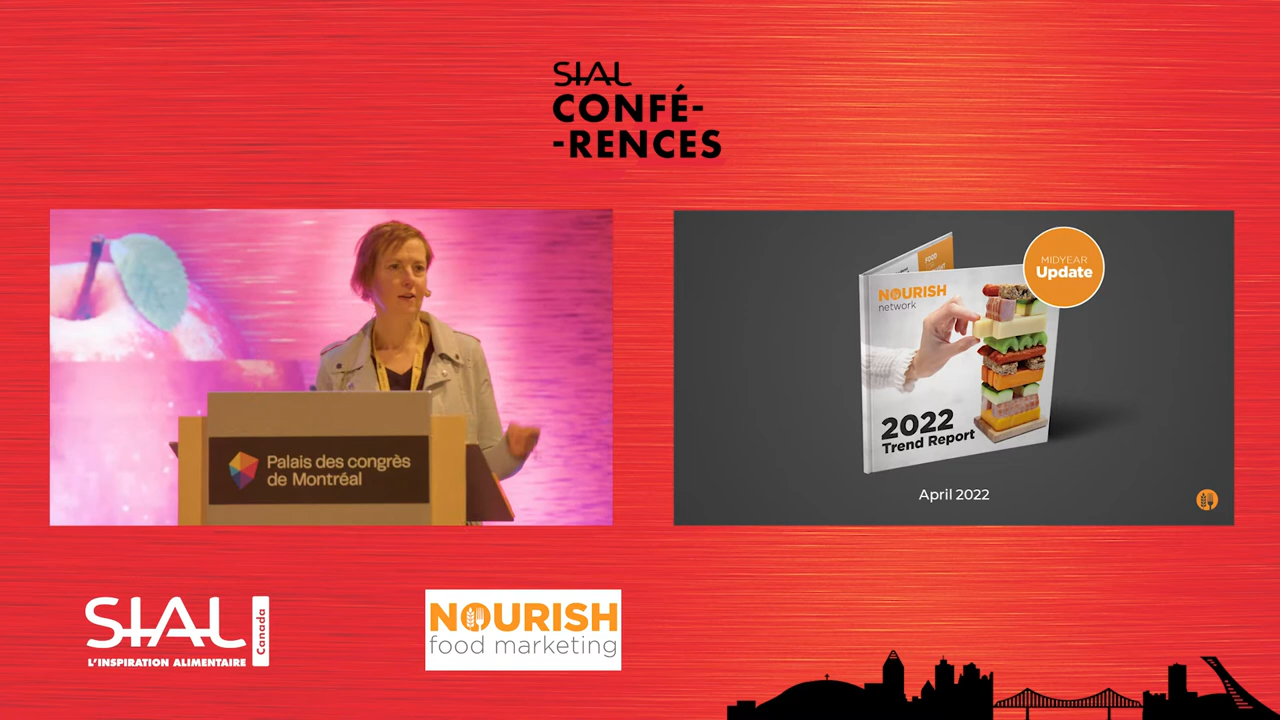 SIAL
CONFÉ-
-RENCES
Palais des congrès
de Montréal
MIDYEAR
Update
FOOD
NOURISH
network
2022
Trend Report
April 2022
SIAL
Canada
L'INSPIRATION ALIMENTAIRE
NOURISH
food marketing